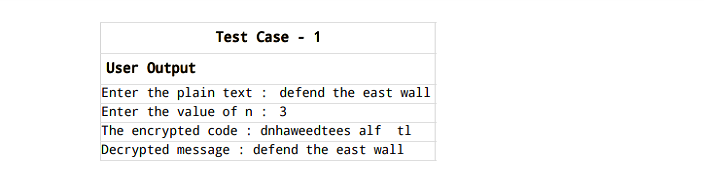 Test Case - 1
User Output
Enter the plain text :  defend the east wall
Enter the value of n :  3
The encrypted code : dnhaweedtees alf  tl
Decrypted message : defend the east wall